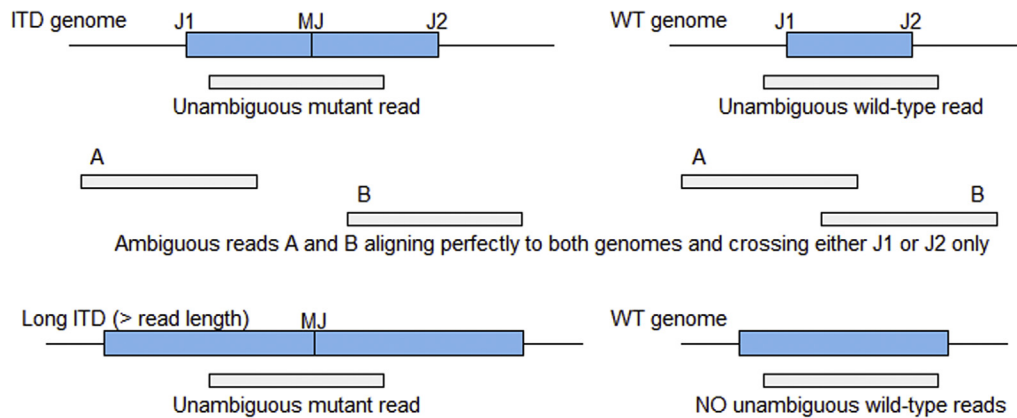 ITD genome
J1
MJ
J2
WT genome
J1
J2
Unambiguous mutant read
Unambiguous wild-type read
A
B
A
B
Ambiguous reads A and B aligning perfectly to both genomes and crossing either J1 or J2 only
Long ITD (> read length)
MJ
WT genome
Unambiguous mutant read
NO unambiguous wild-type reads